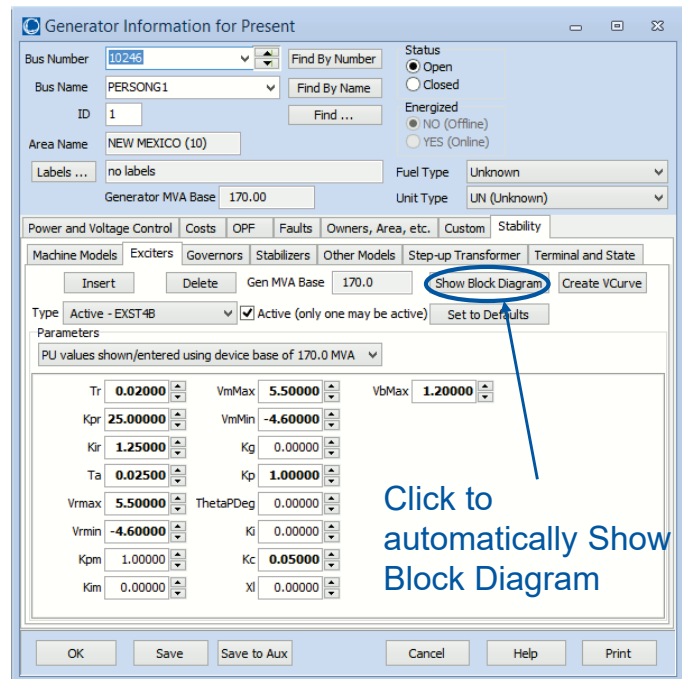 Generator Information for Present
Bus Number 10246 Find By Number
Bus Name PERSONG1 Find By Name
ID 1 Find ...
Area Name NEW MEXICO (10)
Status
Open
Closed
Energized
NO (Offline)
YES (Online)
Labels ... no labels
Fuel Type Unknown
Generator MVA Base 170.00
Unit Type UN (Unknown)
Power and Voltage Control Costs OPF Faults Owners, Area, etc. Custom Stability
Machine Models Exciters Governors Stabilizers Other Models Step-up Transformer Terminal and State
Insert Delete Gen MVA Base 170.0 Show Block Diagram Create VCurve
Type Active - EXST4B Active (only one may be active) Set to Defaults
Parameters
PU values shown/entered using device base of 170.0 MVA
Tr 0.02000 VmMax 5.50000 VbMax 1.20000
Kpr 25.00000 VmMin -4.60000
Kir 1.25000 Kg 0.00000
Ta 0.02500 Kp 1.00000
Vrmax 5.50000 ThetaPDeg 0.00000
Vrmin -4.60000 Ki 0.00000
Kpm 1.00000 Kc 0.05000
Kim 0.00000 Xl 0.00000
Click to
automatically Show
Block Diagram
OK Save Save to Aux Cancel Help Print